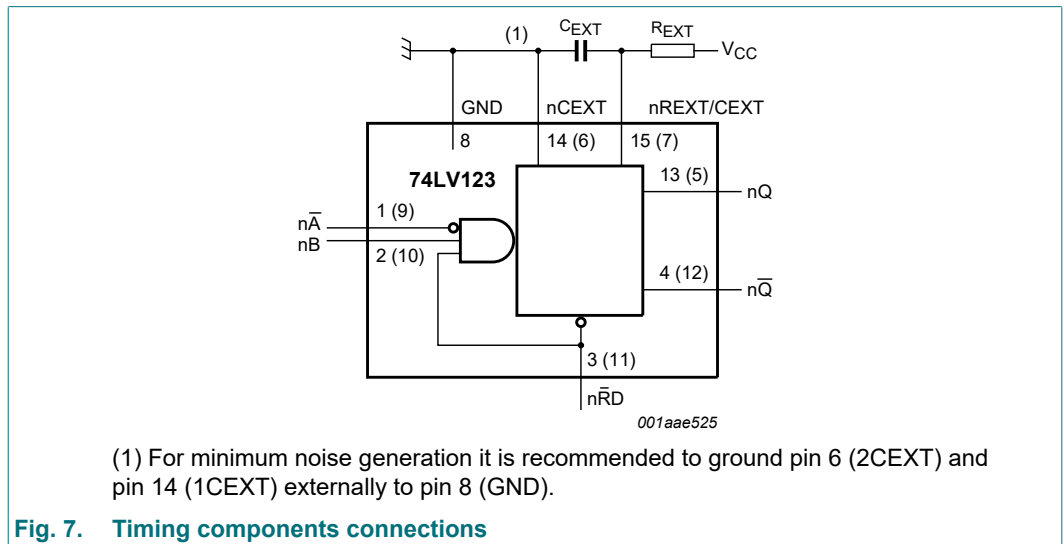 (1) CEXT REXT
VCC
GND nCEXT nREXT/CEXT
8 14 (6) 15 (7)
74LV123
13 (5)
nQ
1 (9)
nA̅
nB
2 (10)
4 (12)
nQ̅
3 (11)
nR̅D
001aae525
(1) For minimum noise generation it is recommended to ground pin 6 (2CEXT) and
pin 14 (1CEXT) externally to pin 8 (GND).
Fig. 7. Timing components connections